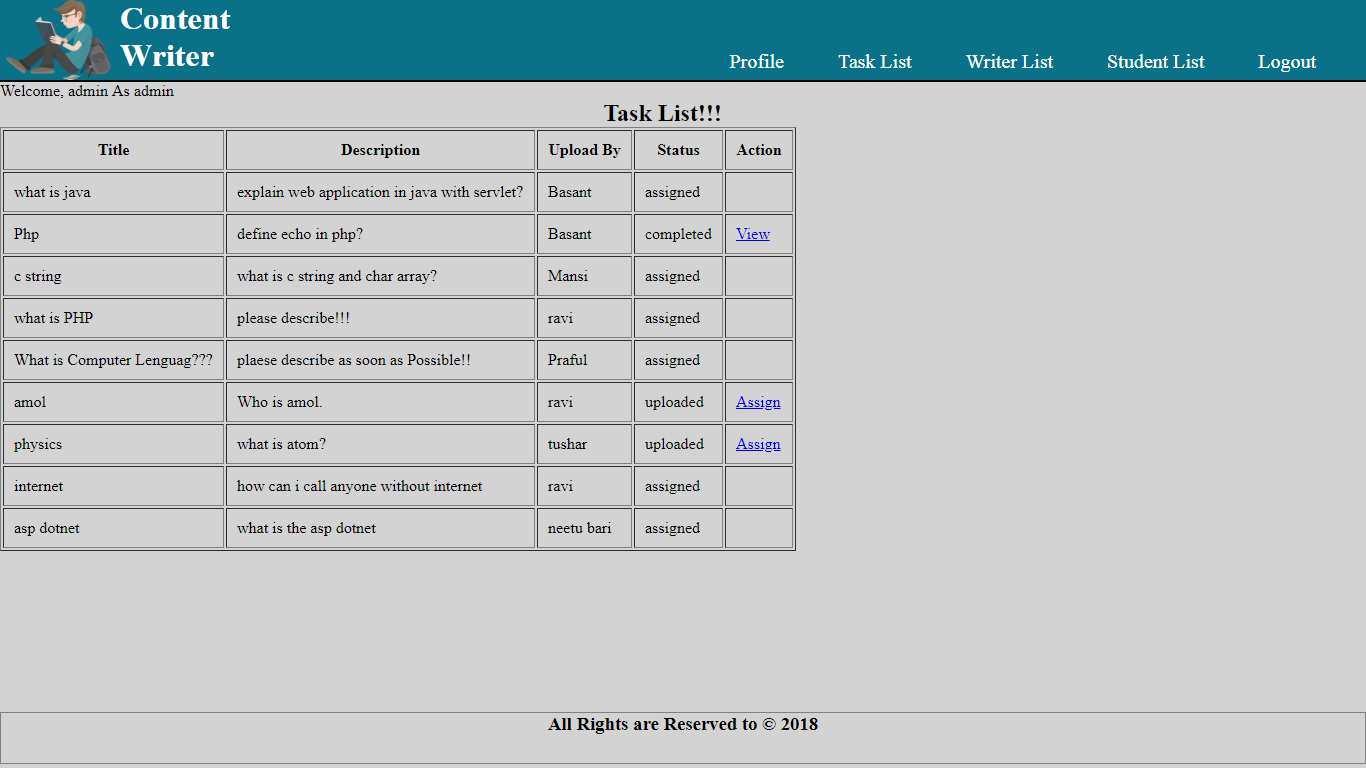 Content
Writer
Profile Task List Writer List Student List Logout
Welcome, admin As admin
Task List!!!
Title Description Upload By Status Action
what is java explain web application in java with servlet? Basant assigned
Php define echo in php? Basant completed View
c string what is c string and char array? Mansi assigned
what is PHP please describe!!! ravi assigned
What is Computer Lenguag??? plaese describe as soon as Possible!! Praful assigned
amol Who is amol. ravi uploaded Assign
physics what is atom? tushar uploaded Assign
internet how can i call anyone without internet ravi assigned
asp dotnet what is the asp dotnet neetu bari assigned
All Rights are Reserved to © 2018